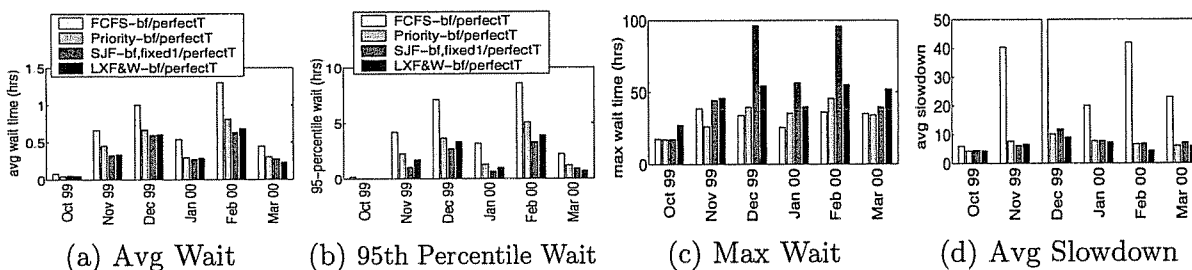 FCFS-bf/perfectT
Priority-bf/perfectT
SJF-bf,fixed1/perfectT
LXF&W-bf/perfectT
avg wait time (hrs)
1.5
1
0.5
0
Oct 99
Nov 99
Dec 99
Jan 00
Feb 00
Mar 00
(a) Avg Wait
FCFS-bf/perfectT
Priority-bf/perfectT
SJF-bf,fixed1/perfectT
LXF&W-bf/perfectT
95-percentile wait (hrs)
10
5
0
Oct 99
Nov 99
Dec 99
Jan 00
Feb 00
Mar 00
(b) 95th Percentile Wait
max wait time (hrs)
100
80
60
40
20
0
Oct 99
Nov 99
Dec 99
Jan 00
Feb 00
Mar 00
(c) Max Wait
avg slowdown
50
40
30
20
10
0
Oct 99
Nov 99
Dec 99
Jan 00
Feb 00
Mar 00
(d) Avg Slowdown